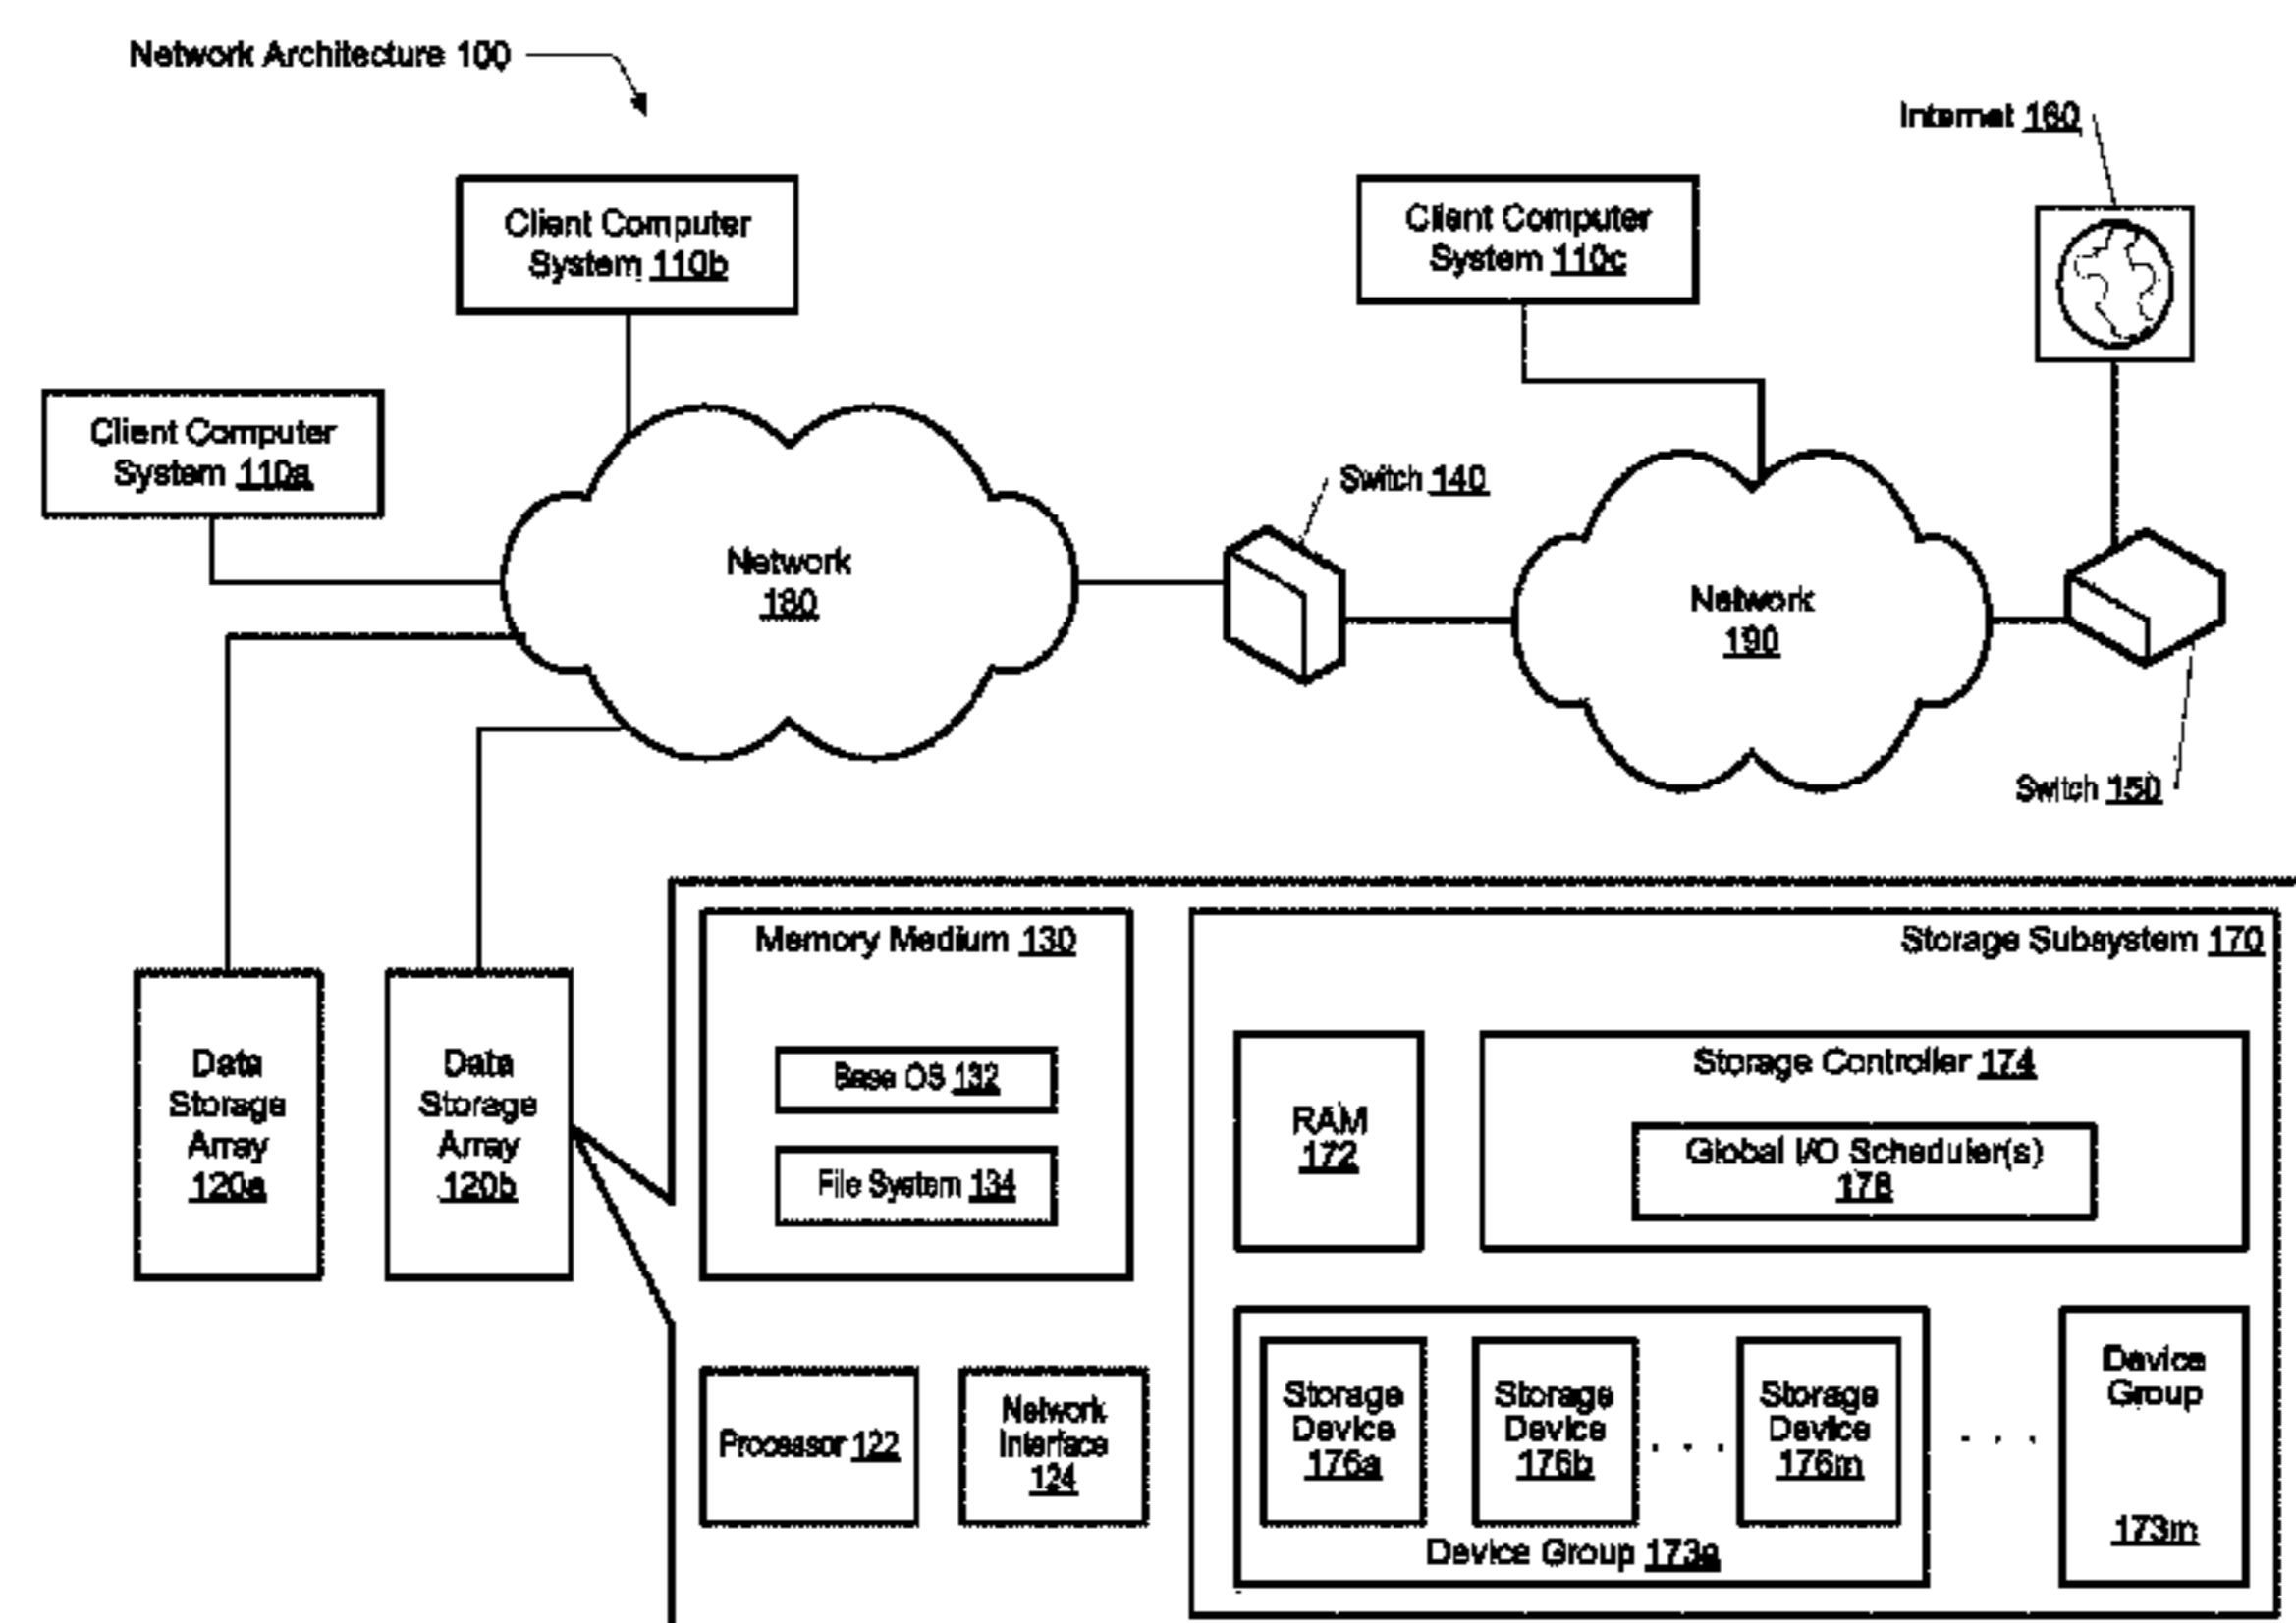 Network Architecture 100
Internet 160
Client Computer
System 110b
Client Computer
System 110c
Client Computer
System 110a
Switch 140
Network
180
Network
190
Switch 150
Memory Medium 130
Storage Subsystem 170
Data
Storage
Array
120a
Data
Storage
Array
120b
Base OS 132
File System 134
RAM
172
Storage Controller 174
Global I/O Scheduler(s)
178
Processor 122
Network
Interface
124
Storage
Device
176a
Storage
Device
176b
. . .
Storage
Device
176m
Device Group 173a
. . .
Device
Group
173m